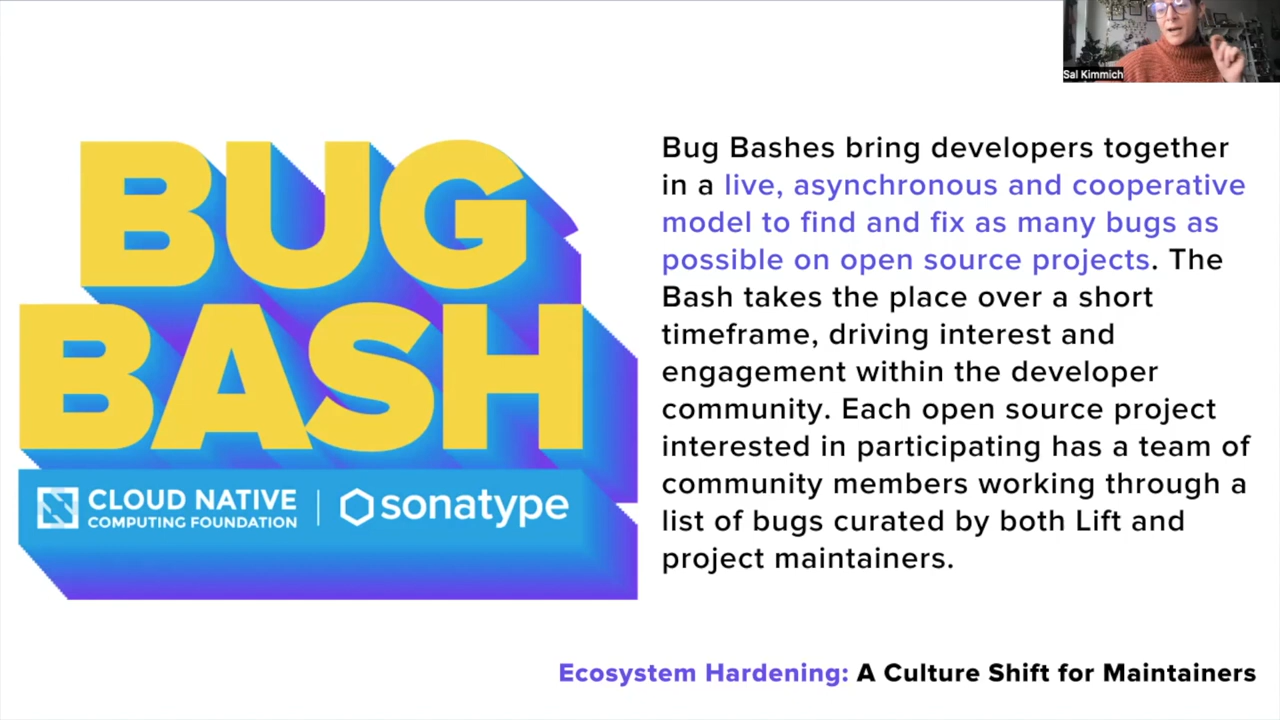 Sal Kimmich
BUG
BASH
CLOUD NATIVE
COMPUTING FOUNDATION
sonatype
Bug Bashes bring developers together
in a live, asynchronous and cooperative
model to find and fix as many bugs as
possible on open source projects. The
Bash takes the place over a short
timeframe, driving interest and
engagement within the developer
community. Each open source project
interested in participating has a team of
community members working through a
list of bugs curated by both Lift and
project maintainers.
Ecosystem Hardening: A Culture Shift for Maintainers